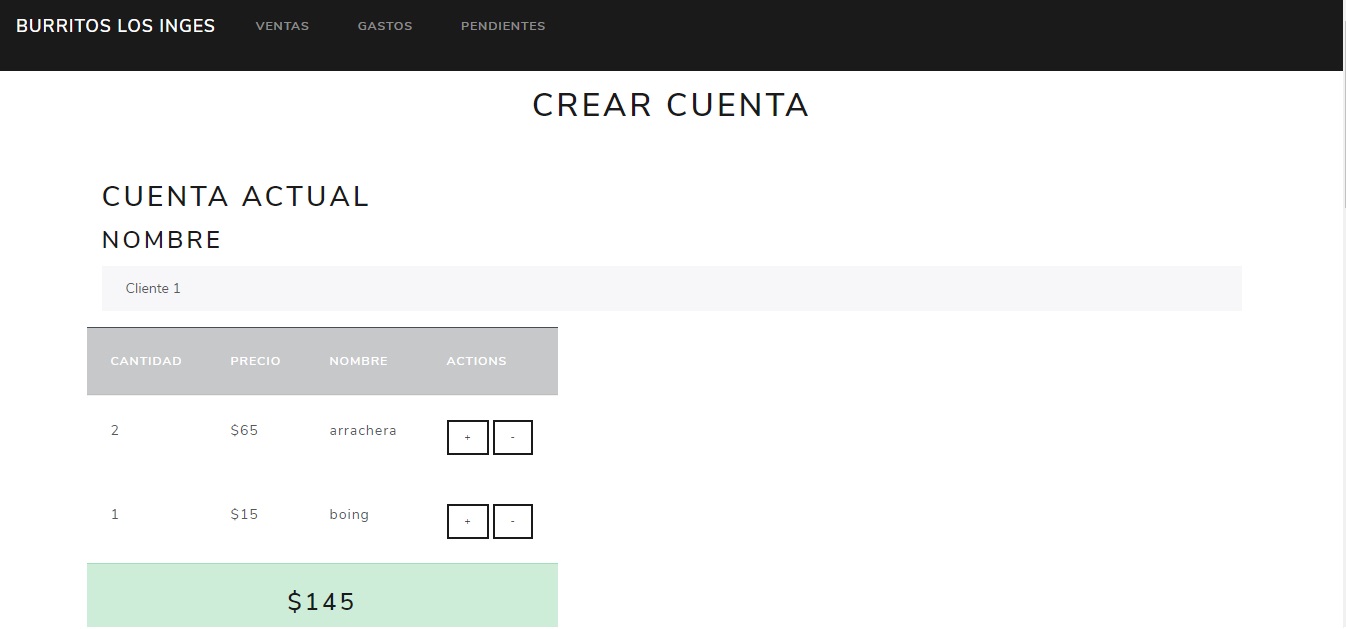 BURRITOS LOS INGES VENTAS GASTOS PENDIENTES
CREAR CUENTA
CUENTA ACTUAL
NOMBRE
Cliente 1
CANTIDAD PRECIO NOMBRE ACTIONS
2 $65 arrachera + -
1 $15 boing + -
$145